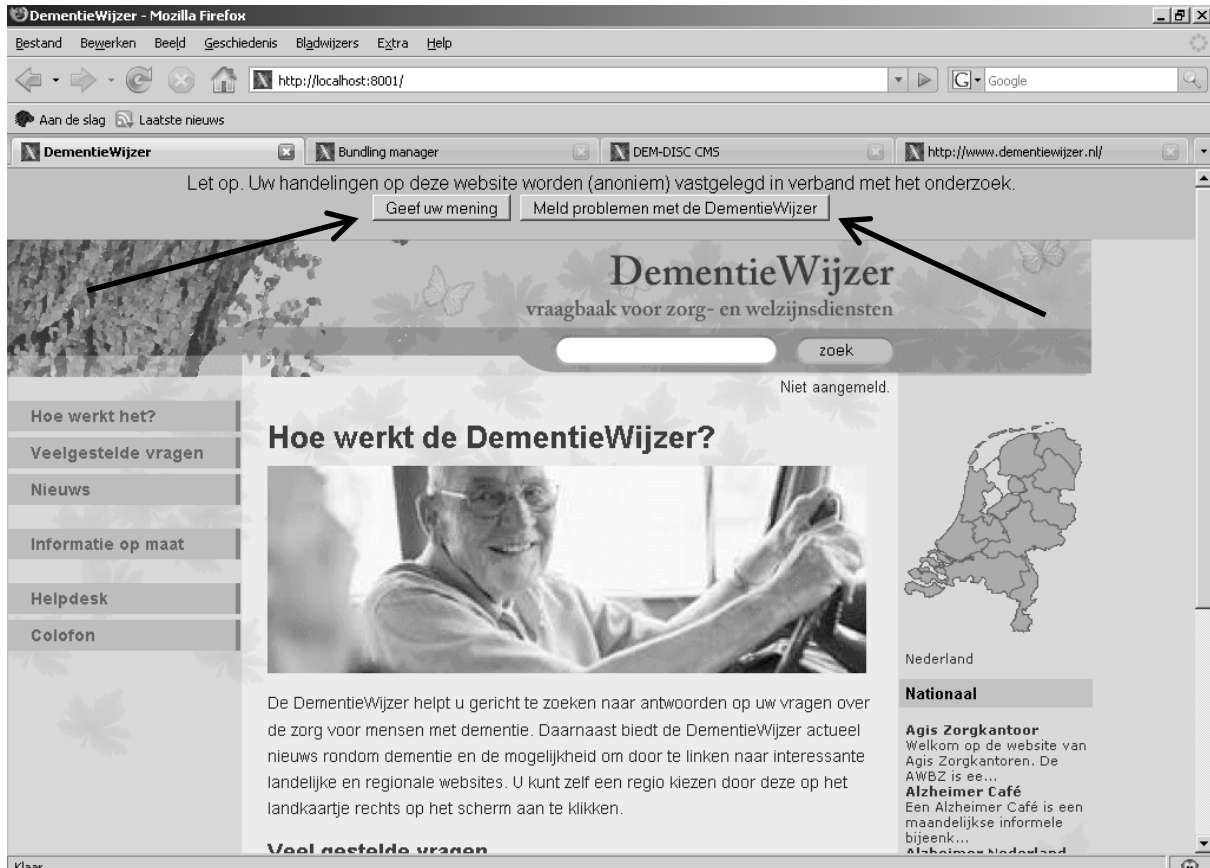 DementieWijzer - Mozilla Firefox
Bestand Bewerken Beeld Geschiedenis Bladwijzers Extra Help
http://localhost:8001/
G Google
Aan de slag Laatste nieuws
DementieWijzer
Bundling manager
DEM-DISC CMS
http://www.dementiewijzer.nl/
Let op. Uw handelingen op deze website worden (anoniem) vastgelegd in verband met het onderzoek.
Geef uw mening Meld problemen met de DementieWijzer
DementieWijzer
vraagbaak voor zorg- en welzijnsdiensten
zoek
Niet aangemeld.
Hoe werkt het?
Veelgestelde vragen
Nieuws
Informatie op maat
Helpdesk
Colofon
Hoe werkt de DementieWijzer?
De DementieWijzer helpt u gericht te zoeken naar antwoorden op uw vragen over
de zorg voor mensen met dementie. Daarnaast biedt de DementieWijzer actueel
nieuws rondom dementie en de mogelijkheid om door te linken naar interessante
landelijke en regionale websites. U kunt zelf een regio kiezen door deze op het
landkaartje rechts op het scherm aan te klikken.
Veel gestelde vragen
Nederland
Nationaal
Agis Zorgkantoor
Welkom op de website van
Agis Zorgkantoren. De
AWBZ is ee...
Alzheimer Café
Een Alzheimer Café is een
maandelijkse informele
bijeenk...
Alzheimer Nederland
Klaar